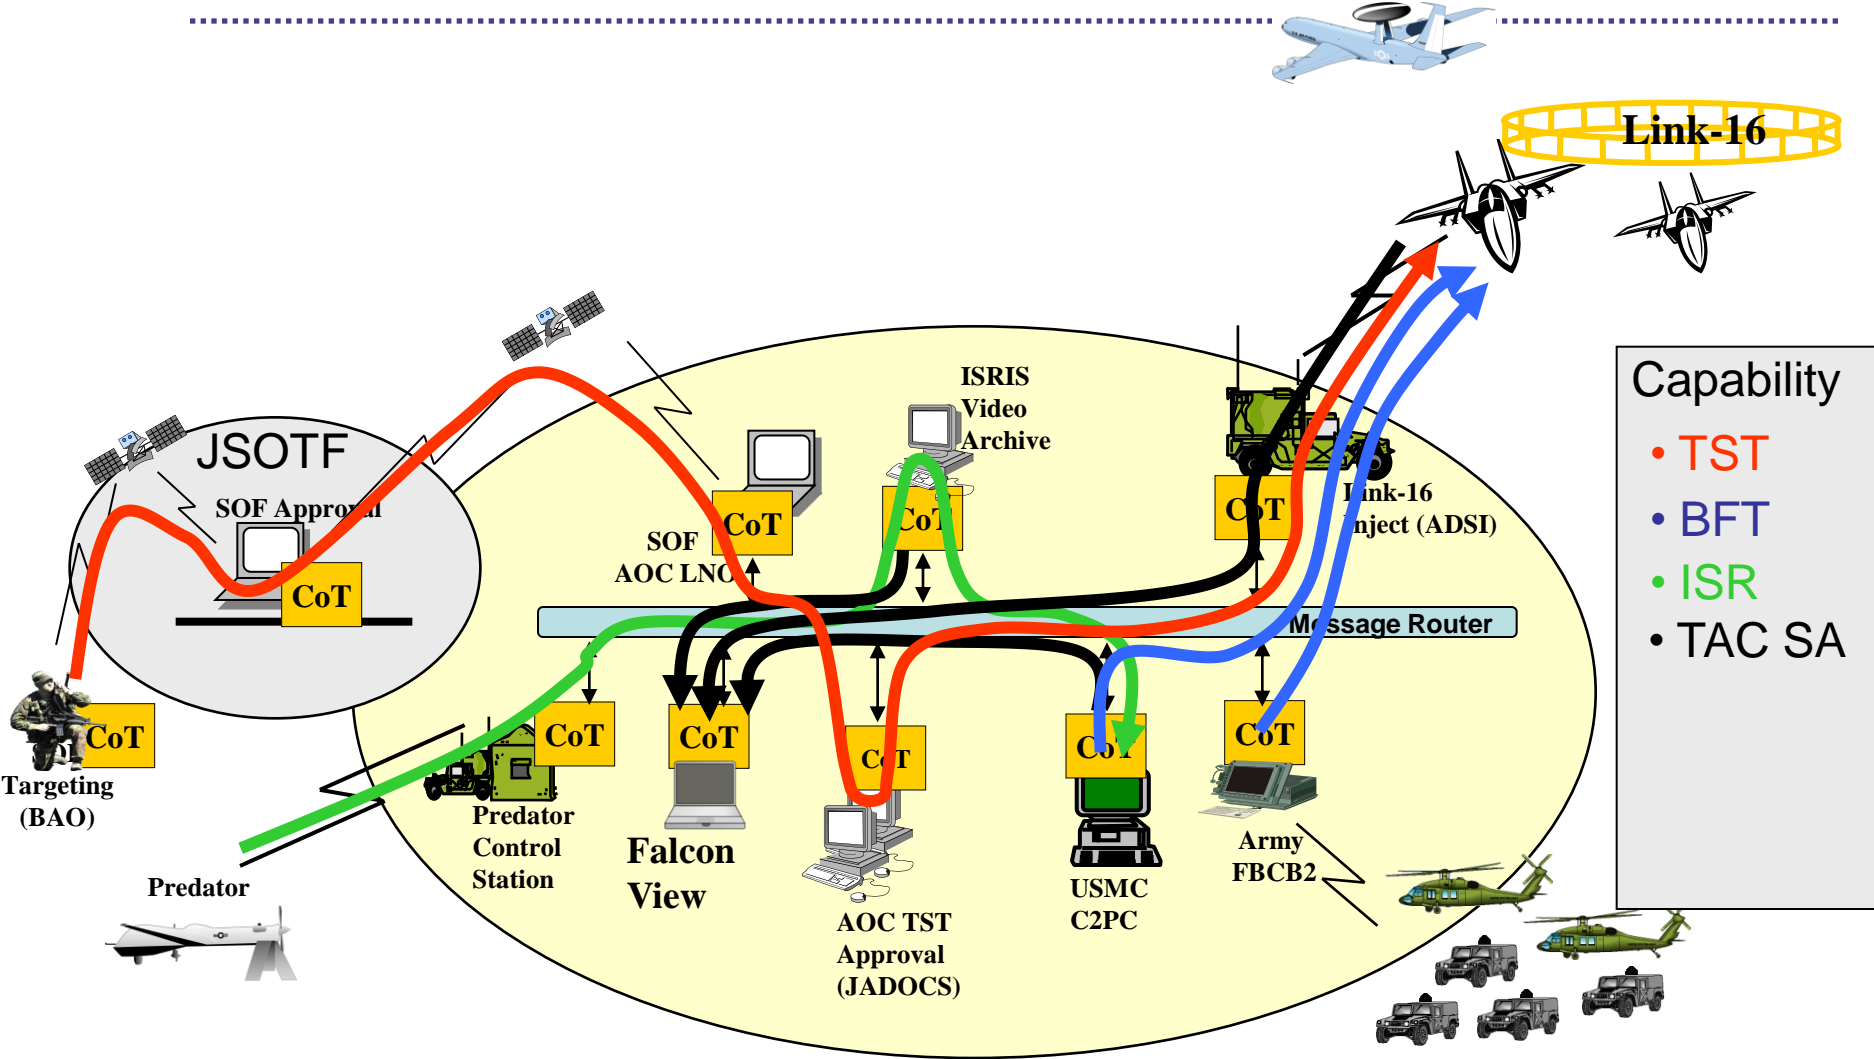 Link-16
Capability
• TST
• BFT
• ISR
• TAC SA
ISRIS
Video
Archive
JSOTF
SOF Approval
CoT
SOF
AOC LNO
CoT
CoT
CoT
Link-16
Inject (ADSI)
Message Router
CoT
Targeting
(BAO)
Predator
CoT
Predator
Control
Station
CoT
Falcon
View
CoT
AOC TST
Approval
(JADOCS)
CoT
USMC
C2PC
CoT
Army
FBCB2